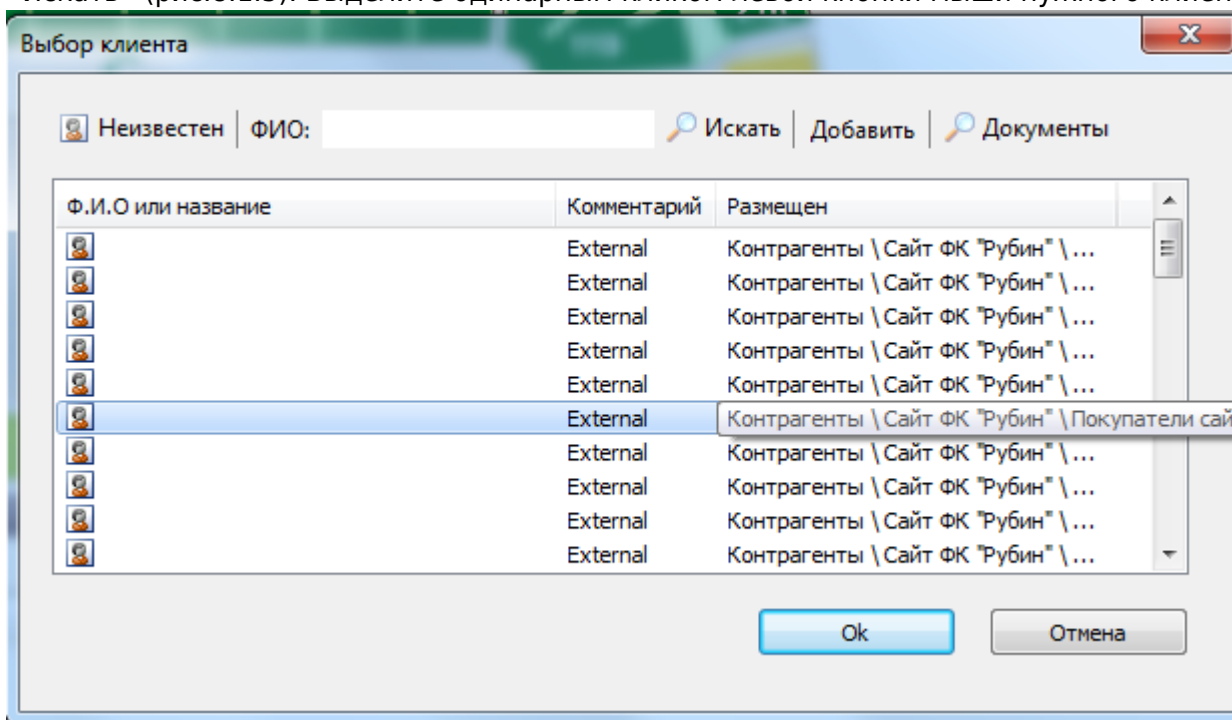 Выбор клиента
Неизвестен ФИО: Искать Добавить Документы
Ф.И.О или название Комментарий Размещен
External Контрагенты \ Сайт ФК "Рубин" \ ...
External Контрагенты \ Сайт ФК "Рубин" \ ...
External Контрагенты \ Сайт ФК "Рубин" \ ...
External Контрагенты \ Сайт ФК "Рубин" \ ...
External Контрагенты \ Сайт ФК "Рубин" \ ...
External Контрагенты \ Сайт ФК "Рубин" \ Покупатели сай
External Контрагенты \ Сайт ФК "Рубин" \ ...
External Контрагенты \ Сайт ФК "Рубин" \ ...
External Контрагенты \ Сайт ФК "Рубин" \ ...
External Контрагенты \ Сайт ФК "Рубин" \ ...
Ok Отмена